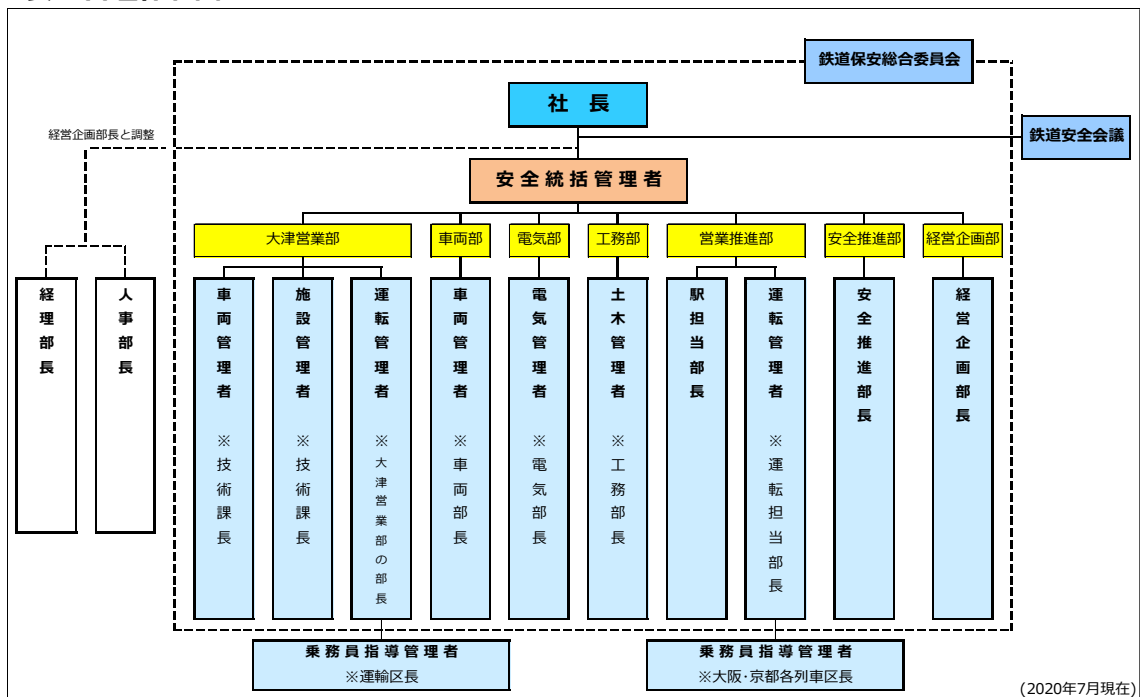 鉄道保安総合委員会
社　長
鉄道安全会議
経営企画部長と調整
安全統括管理者
大津営業部
車両部
電気部
工務部
営業推進部
安全推進部
経営企画部
経理部長
人事部長
車両管理者　※技術課長
施設管理者　※技術課長
運転管理者　※大津営業部の部長
車両管理者　※車両部長
電気管理者　※電気部長
土木管理者　※工務部長
駅担当部長
運転管理者　※運転担当部長
安全推進部長
経営企画部長
乗務員指導管理者
※運輸区長
乗務員指導管理者
※大阪・京都各列車区長
(2020年7月現在)